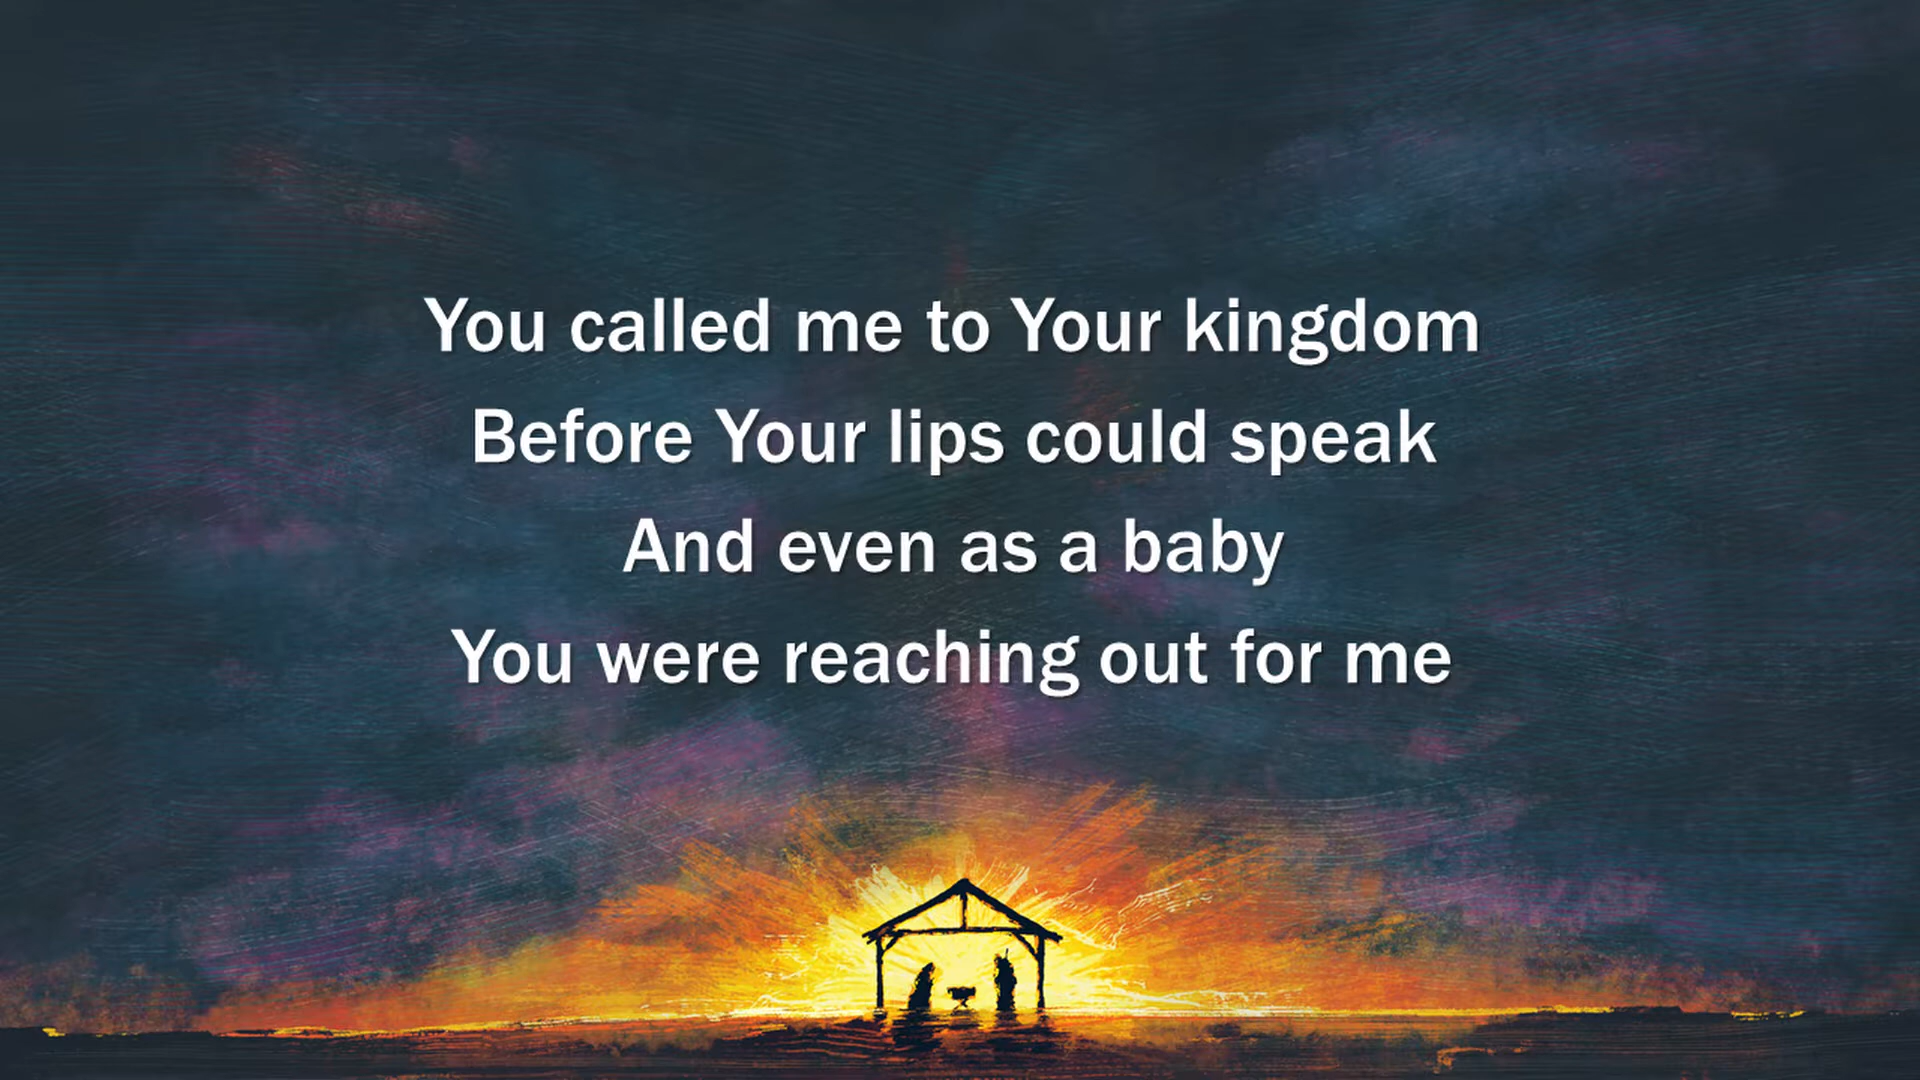 You called me to Your kingdom
Before Your lips could speak
And even as a baby
You were reaching out for me